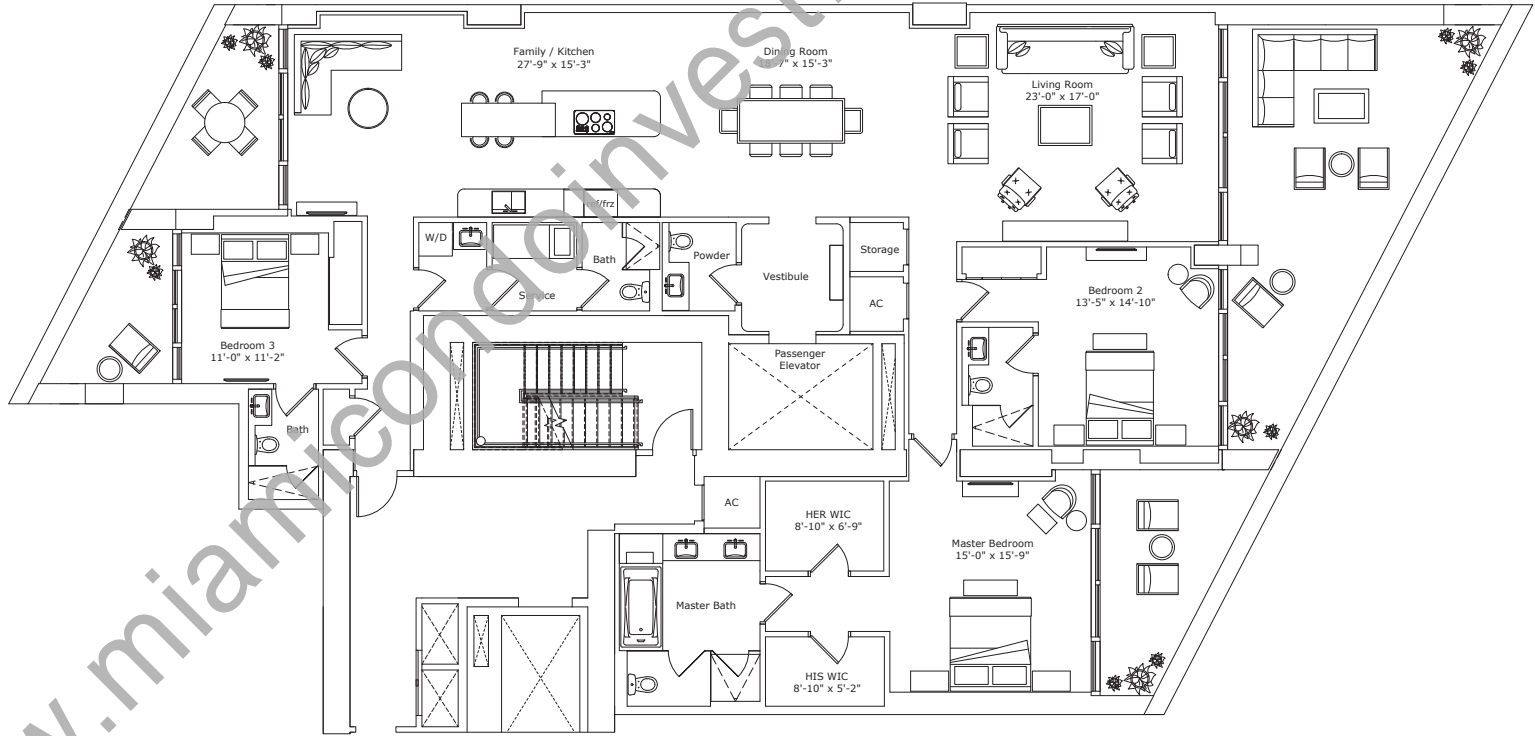 Family / Kitchen
27'-9" x 15'-3"
Dining Room
18'-7" x 15'-3"
Living Room
23'-0" x 17'-0"
ref/frz
W/D
Bath
Powder
Vestibule
Storage
Service
AC
Bedroom 2
13'-5" x 14'-10"
Bedroom 3
11'-0" x 11'-2"
Passenger
Elevator
Bath
AC
HER WIC
8'-10" x 6'-9"
Master Bedroom
15'-0" x 15'-9"
Master Bath
HIS WIC
8'-10" x 5'-2"
w.miamicondoinvest